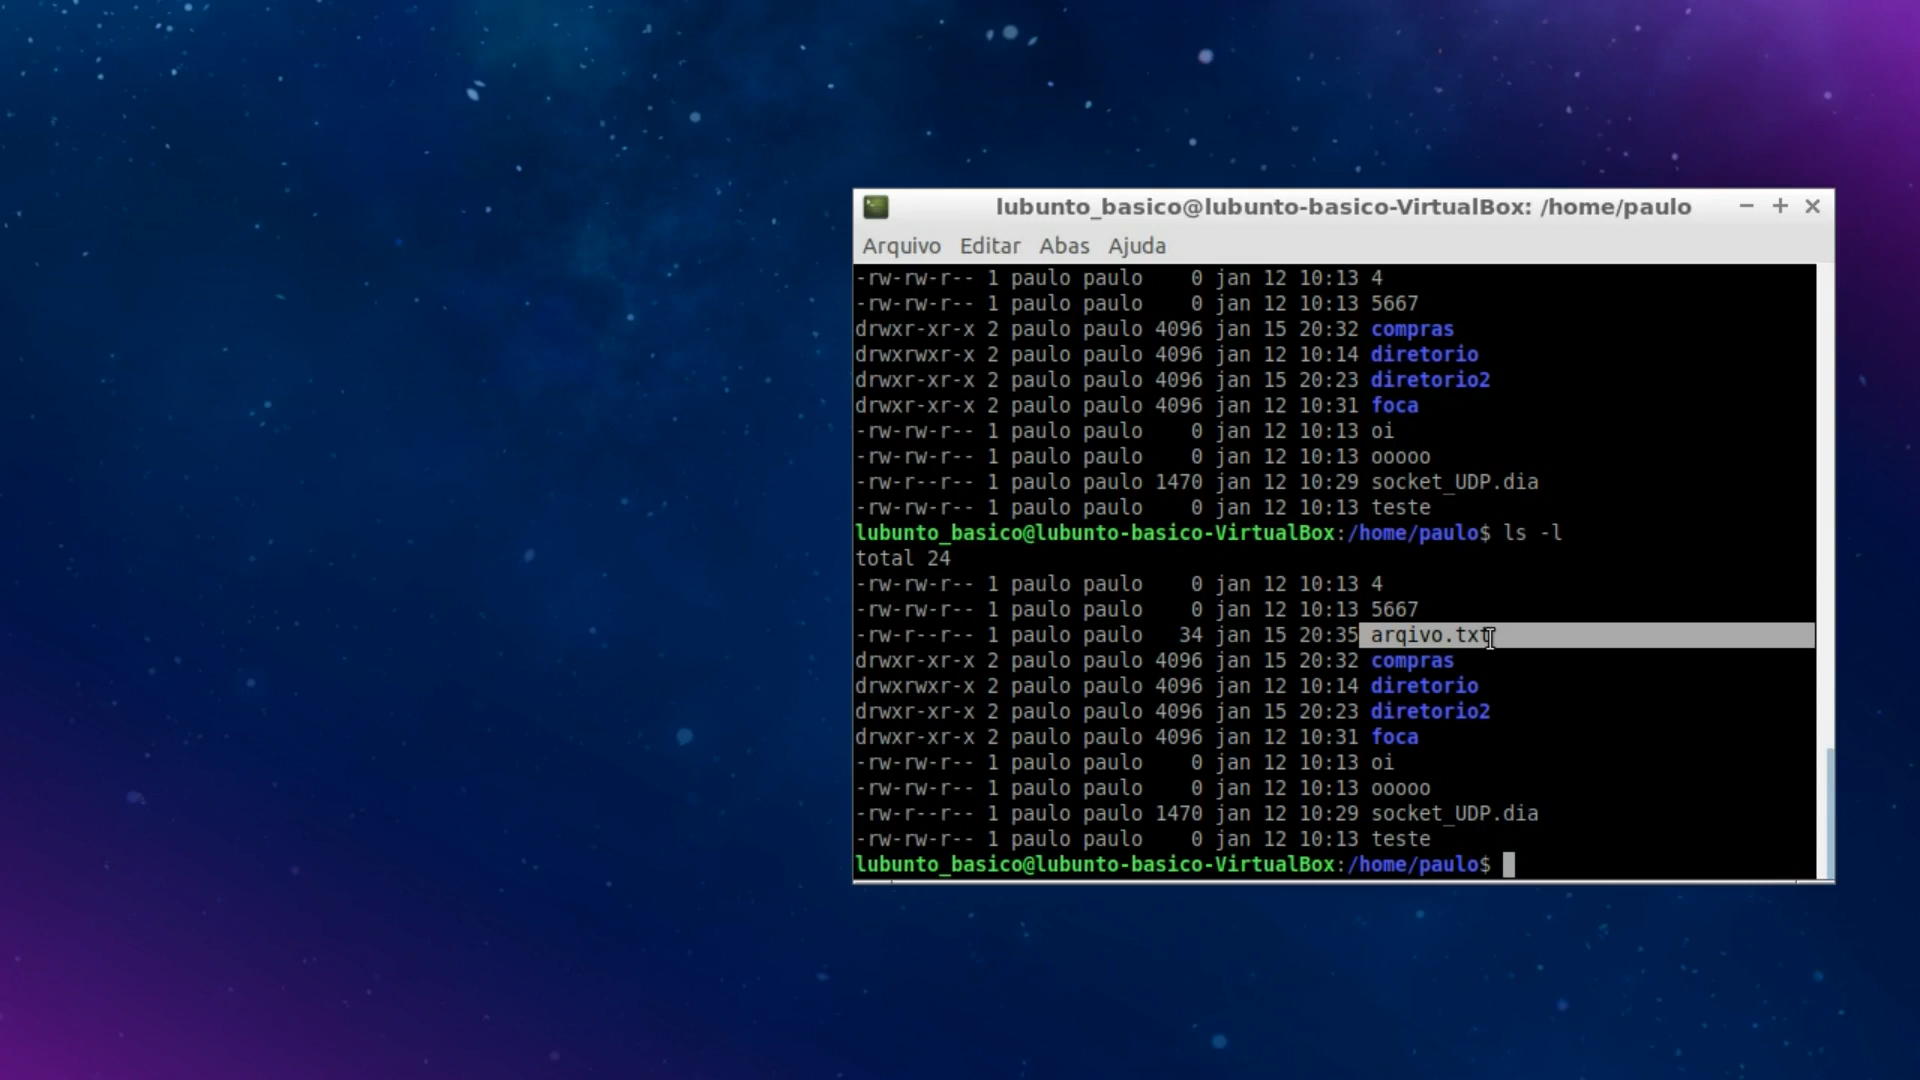 lubunto_basico@lubunto-basico-VirtualBox: /home/paulo
Arquivo Editar Abas Ajuda
-rw-rw-r-- 1 paulo paulo    0 jan 12 10:13 4
-rw-rw-r-- 1 paulo paulo    0 jan 12 10:13 5667
drwxr-xr-x 2 paulo paulo 4096 jan 15 20:32 compras
drwxrwxr-x 2 paulo paulo 4096 jan 12 10:14 diretorio
drwxr-xr-x 2 paulo paulo 4096 jan 15 20:23 diretorio2
drwxr-xr-x 2 paulo paulo 4096 jan 12 10:31 foca
-rw-rw-r-- 1 paulo paulo    0 jan 12 10:13 oi
-rw-rw-r-- 1 paulo paulo    0 jan 12 10:13 ooooo
-rw-r--r-- 1 paulo paulo 1470 jan 12 10:29 socket_UDP.dia
-rw-rw-r-- 1 paulo paulo    0 jan 12 10:13 teste
lubunto_basico@lubunto-basico-VirtualBox:/home/paulo$ ls -l
total 24
-rw-rw-r-- 1 paulo paulo    0 jan 12 10:13 4
-rw-rw-r-- 1 paulo paulo    0 jan 12 10:13 5667
-rw-r--r-- 1 paulo paulo   34 jan 15 20:35 arqivo.txt
drwxr-xr-x 2 paulo paulo 4096 jan 15 20:32 compras
drwxrwxr-x 2 paulo paulo 4096 jan 12 10:14 diretorio
drwxr-xr-x 2 paulo paulo 4096 jan 15 20:23 diretorio2
drwxr-xr-x 2 paulo paulo 4096 jan 12 10:31 foca
-rw-rw-r-- 1 paulo paulo    0 jan 12 10:13 oi
-rw-rw-r-- 1 paulo paulo    0 jan 12 10:13 ooooo
-rw-r--r-- 1 paulo paulo 1470 jan 12 10:29 socket_UDP.dia
-rw-rw-r-- 1 paulo paulo    0 jan 12 10:13 teste
lubunto_basico@lubunto-basico-VirtualBox:/home/paulo$